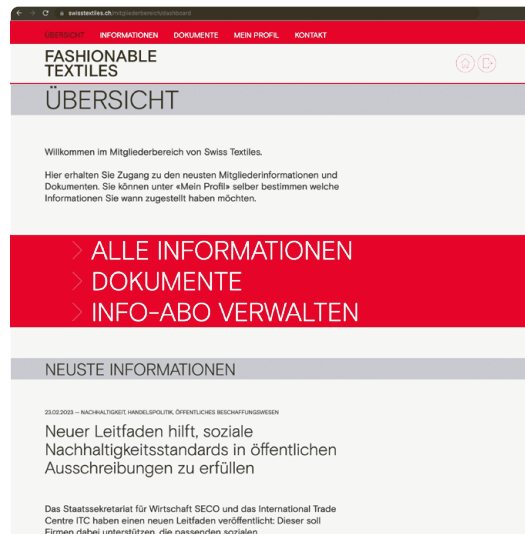 swisstextiles.ch/mitgliederbereich/dashboard
ÜBERSICHT INFORMATIONEN DOKUMENTE MEIN PROFIL KONTAKT
FASHIONABLE
TEXTILES
ÜBERSICHT
Willkommen im Mitgliederbereich von Swiss Textiles.
Hier erhalten Sie Zugang zu den neusten Mitgliederinformationen und
Dokumenten. Sie können unter «Mein Profil» selber bestimmen welche
Informationen Sie wann zugestellt haben möchten.
> ALLE INFORMATIONEN
> DOKUMENTE
> INFO-ABO VERWALTEN
NEUSTE INFORMATIONEN
23.02.2023 — NACHHALTIGKEIT, HANDELSPOLITIK, ÖFFENTLICHES BESCHAFFUNGSWESEN
Neuer Leitfaden hilft, soziale
Nachhaltigkeitsstandards in öffentlichen
Ausschreibungen zu erfüllen
Das Staatssekretariat für Wirtschaft SECO und das International Trade
Centre ITC haben einen neuen Leitfaden veröffentlicht: Dieser soll
Firmen dabei unterstützen, die passenden sozialen